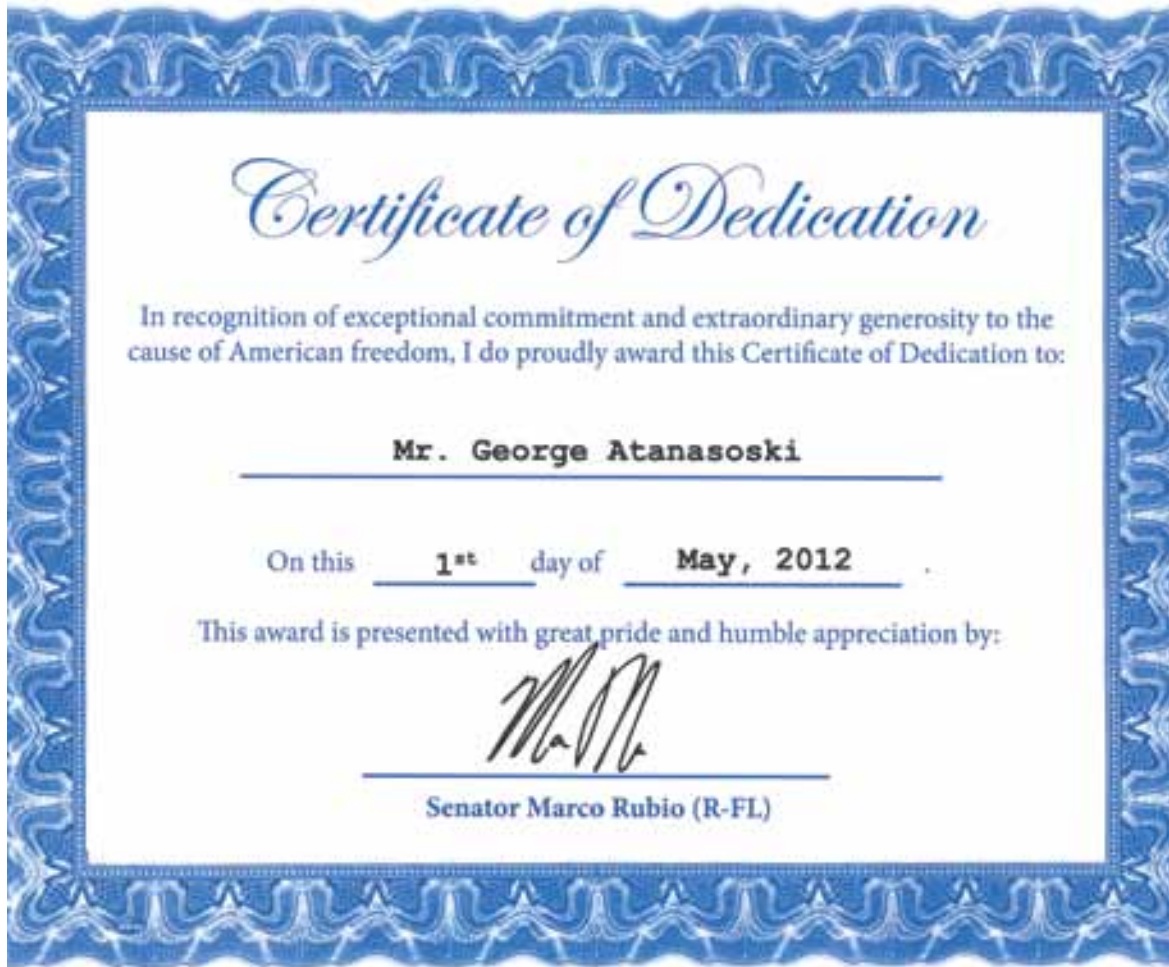 Certificate of Dedication
In recognition of exceptional commitment and extraordinary generosity to the
cause of American freedom, I do proudly award this Certificate of Dedication to:
Mr. George Atanasoski
On this 1st day of May, 2012 .
This award is presented with great pride and humble appreciation by:
Senator Marco Rubio (R-FL)